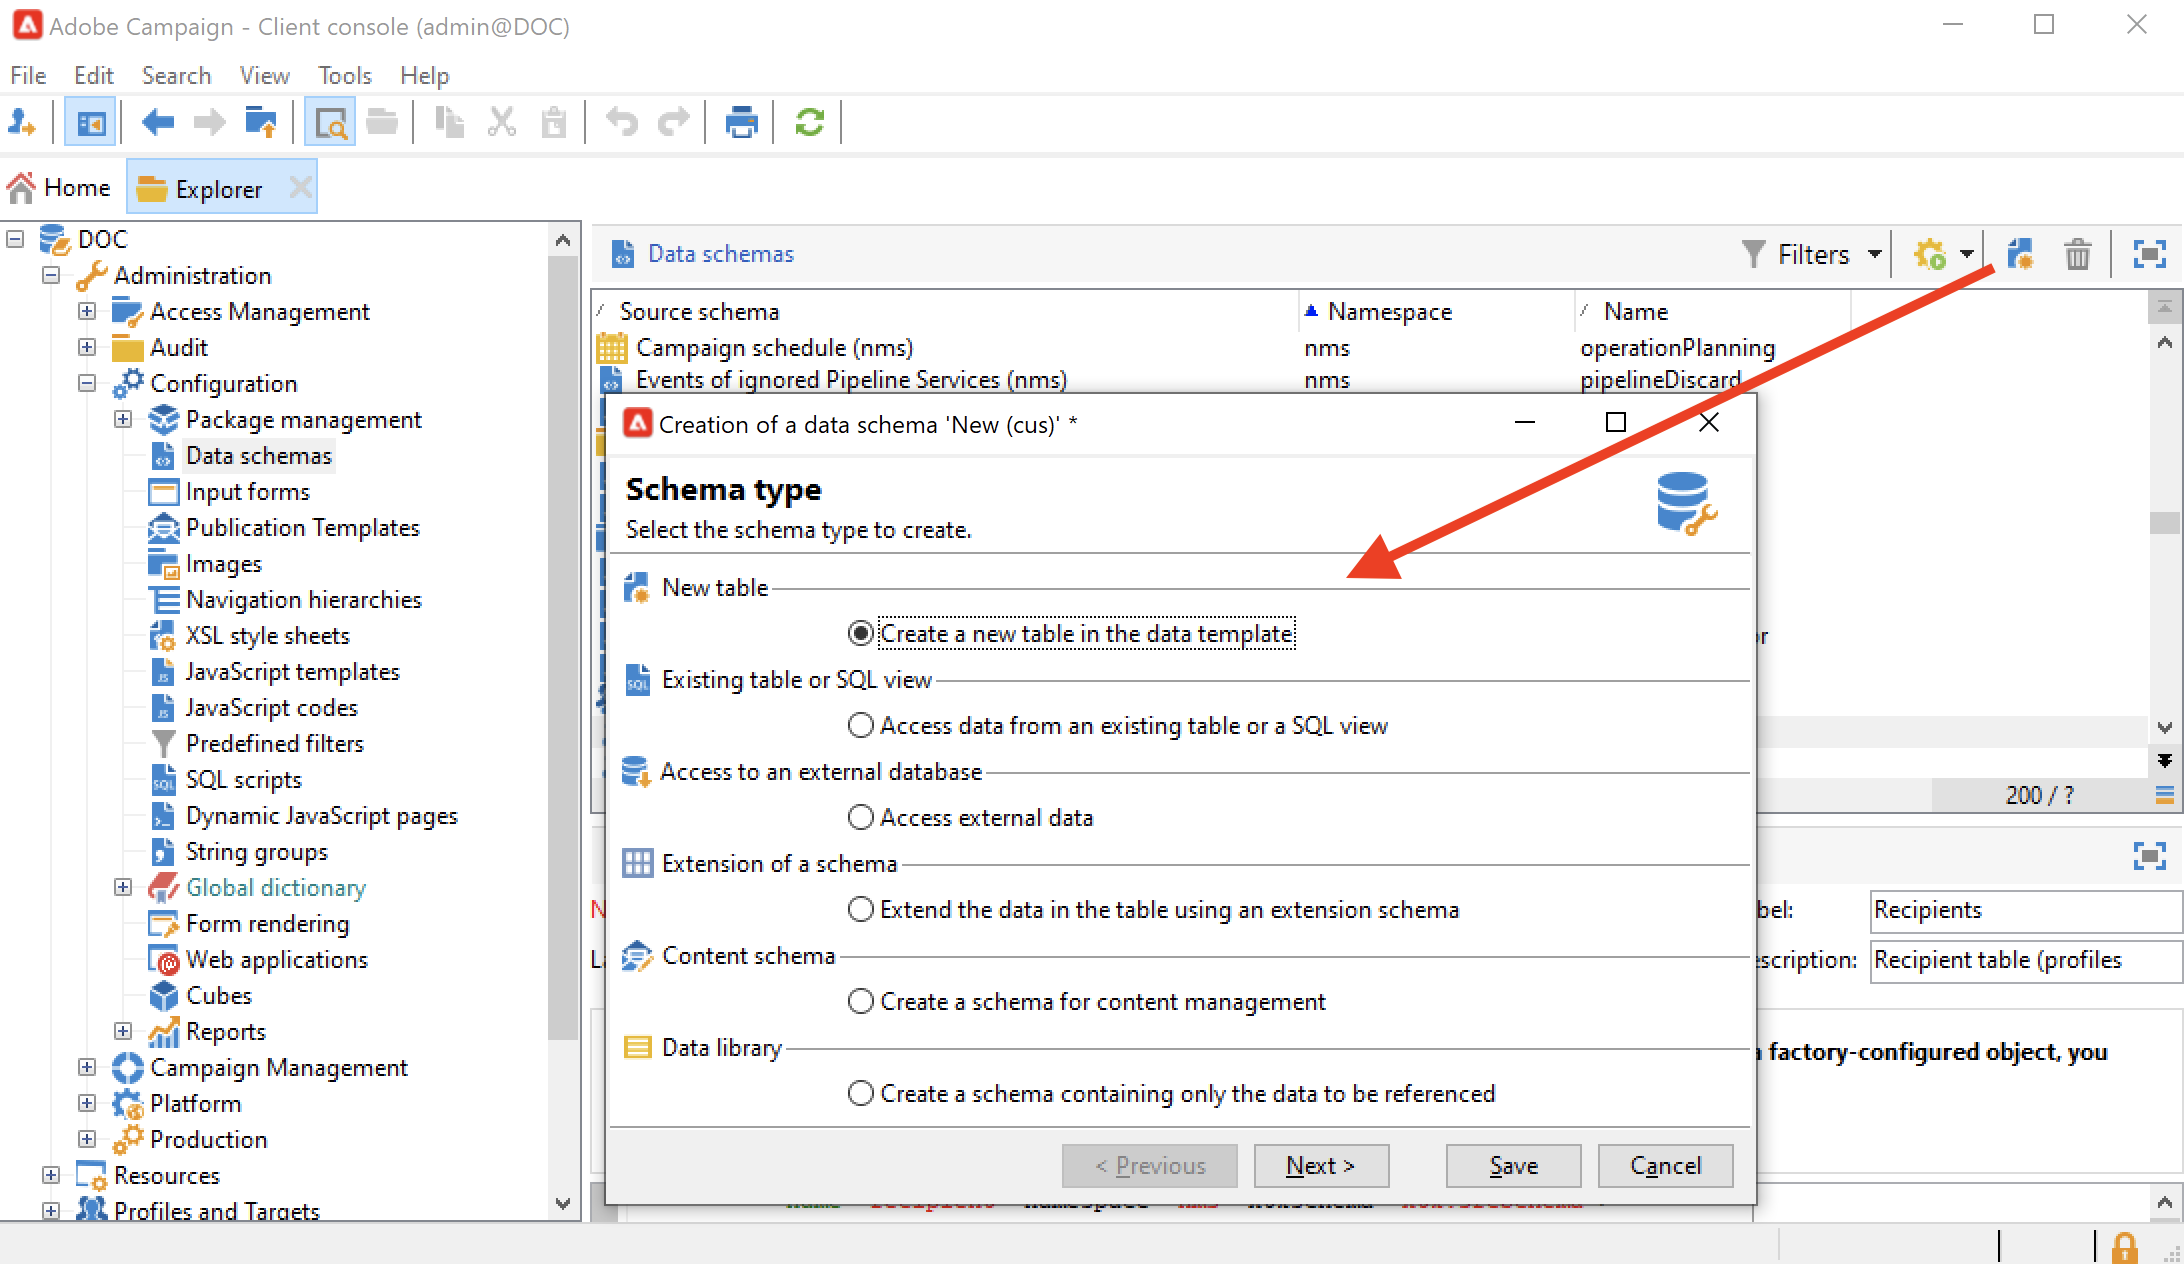 Adobe Campaign - Client console (admin@DOC)
File Edit Search View Tools Help
Home Explorer
DOC
Administration
Access Management
Audit
Configuration
Package management
Data schemas
Input forms
Publication Templates
Images
Navigation hierarchies
XSL style sheets
JavaScript templates
JavaScript codes
Predefined filters
SQL scripts
Dynamic JavaScript pages
String groups
Global dictionary
Form rendering
Web applications
Cubes
Reports
Campaign Management
Platform
Production
Resources
Profiles and Targets
Data schemas Filters
Source schema Namespace Name
Campaign schedule (nms) nms operationPlanning
Events of ignored Pipeline Services (nms) nms pipelineDiscard
Creation of a data schema 'New (cus)' *
Schema type
Select the schema type to create.
New table
Create a new table in the data template
Existing table or SQL view
Access data from an existing table or a SQL view
Access to an external database
Access external data
Extension of a schema
Extend the data in the table using an extension schema
Content schema
Create a schema for content management
Data library
Create a schema containing only the data to be referenced
< Previous Next > Save Cancel
200 / ?
bel: Recipients
escription: Recipient table (profiles
a factory-configured object, you